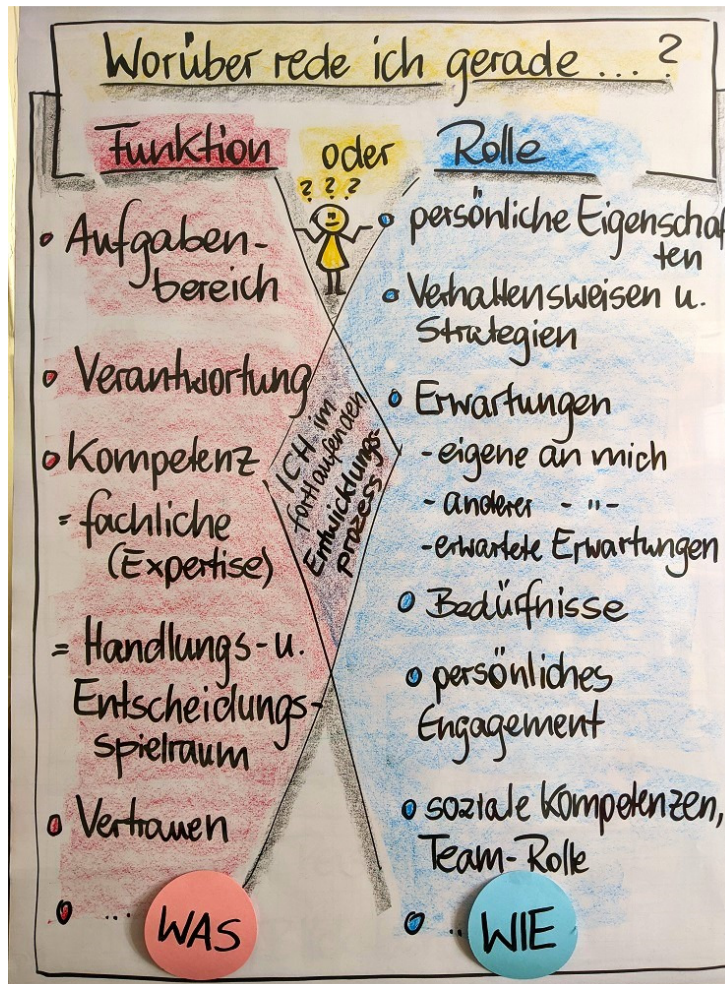 Worüber rede ich gerade ... ?
Funktion oder Rolle
? ? ?
• Aufgaben-
bereich
• Verantwortung
• Kompetenz
= fachliche
(Expertise)
= Handlungs- u.
Entscheidungs-
spielraum
• Vertrauen
• ...
WAS
ICH im
fortlaufenden
Entwicklungs-
prozess
• persönliche Eigenschaf
ten
• Verhaltensweisen u.
Strategien
• Erwartungen
- eigene an mich
- anderer - " -
- erwartete Erwartungen
• Bedürfnisse
• persönliches
Engagement
• soziale Kompetenzen,
Team-Rolle
• ..
WIE